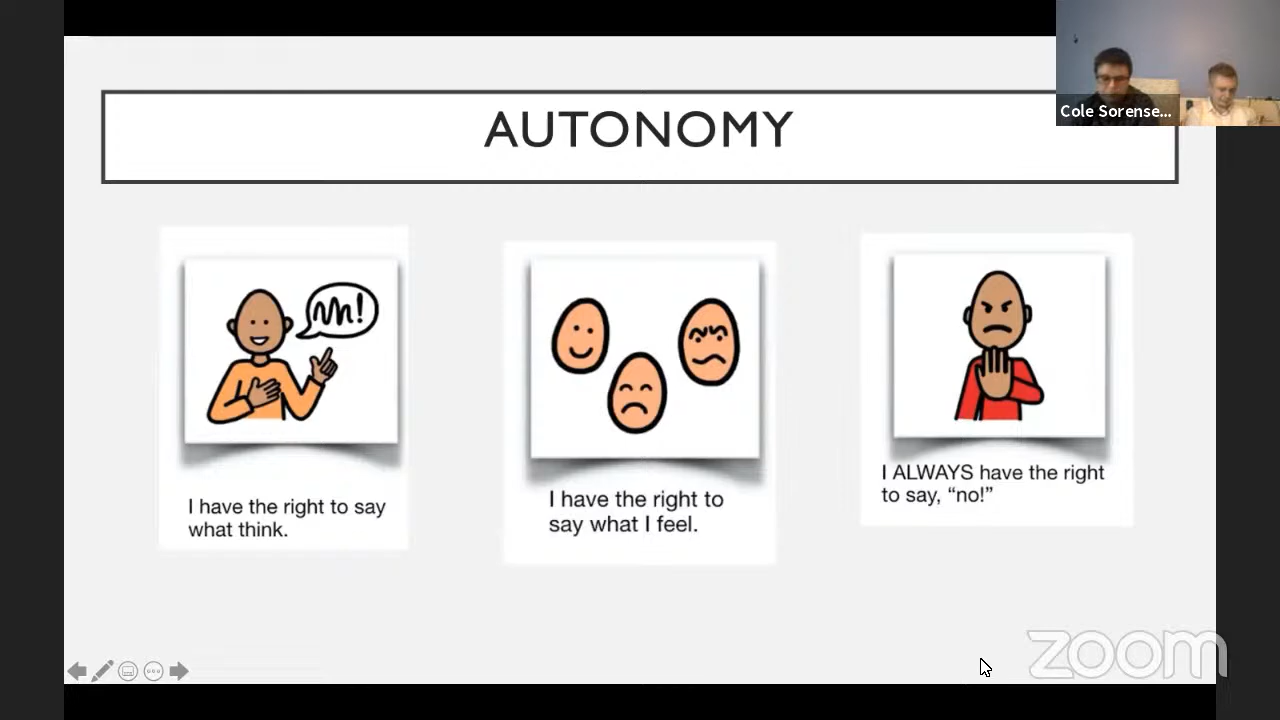 AUTONOMY
Cole Sorense...
I have the right to say
what think.
I have the right to
say what I feel.
I ALWAYS have the right
to say, “no!”
zoom